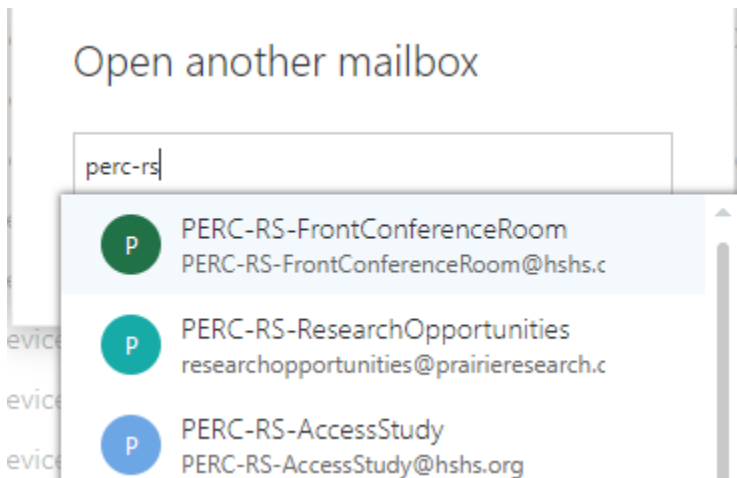 Open another mailbox
perc-rs
P
PERC-RS-FrontConferenceRoom
PERC-RS-FrontConferenceRoom@hshs.c
P
PERC-RS-ResearchOpportunities
researchopportunities@prairieresearch.c
evice
P
PERC-RS-AccessStudy
PERC-RS-AccessStudy@hshs.org
evice
evice